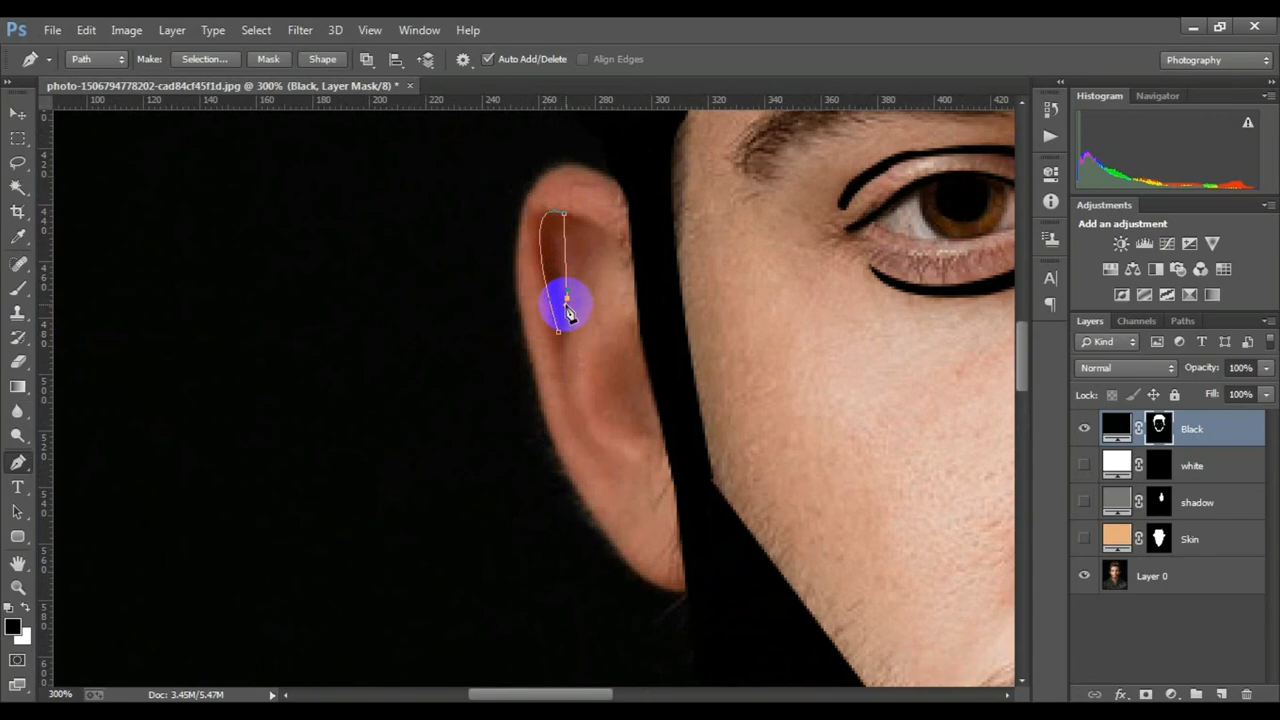 Ps File Edit Image Layer Type Select Filter 3D View Window Help
Path Make: Selection... Mask Shape Auto Add/Delete Align Edges Photography
photo-1506794778202-cad84cf45f1d.jpg @ 300% (Black, Layer Mask/8) * ×
100 120 140 160 180 200 220 240 260 280 300 320 340 360 380 400 420
Histogram Navigator
Adjustments
Add an adjustment
Layers Channels Paths
Kind
Normal Opacity: 100%
Lock: Fill: 100%
Black
white
shadow
Skin
Layer 0
300% Doc: 3.45M/5.47M